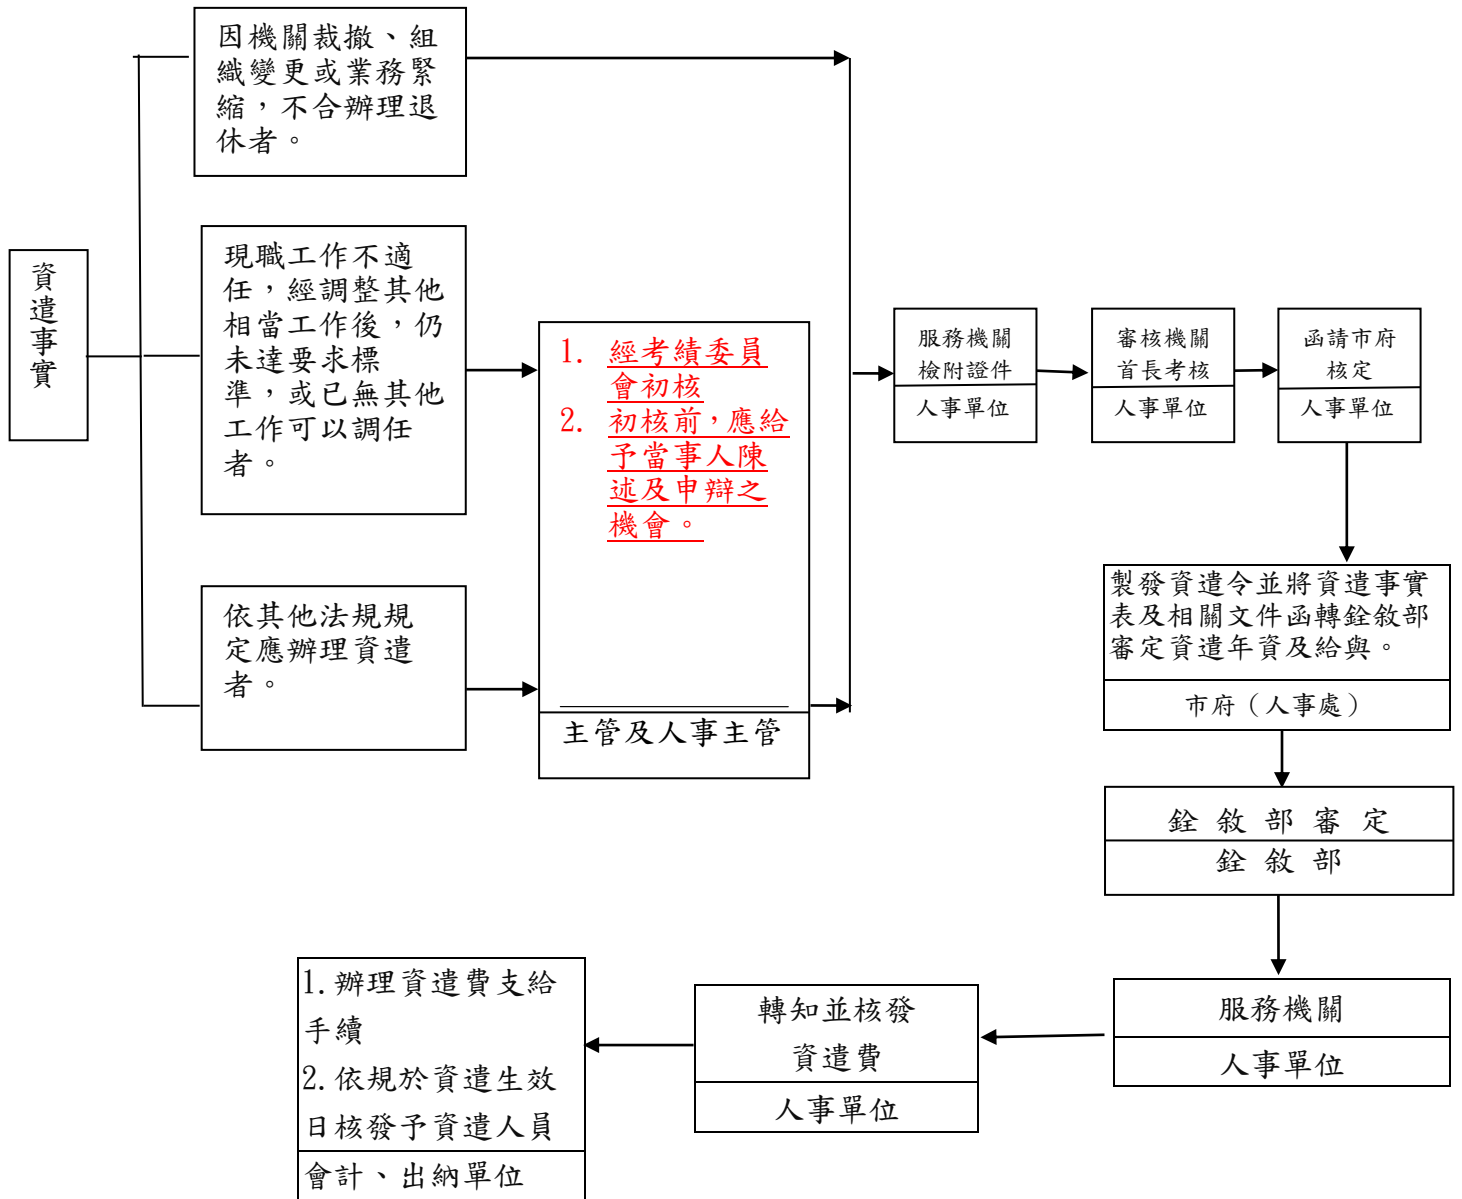 因機關裁撤、組
織變更或業務緊
縮，不合辦理退
休者。
資
遣
事
實
現職工作不適
任，經調整其他
相當工作後，仍
未達要求標
準，或已無其他
工作可以調任
者。
依其他法規規
定應辦理資遣
者。
1. 經考績委員
會初核
2. 初核前，應給
予當事人陳
述及申辯之
機會。
主管及人事主管
服務機關
檢附證件
人事單位
審核機關
首長考核
人事單位
函請市府
核定
人事單位
製發資遣令並將資遣事實
表及相關文件函轉銓敘部
審定資遣年資及給與。
市府（人事處）
銓 敘 部 審 定
銓 敘 部
服務機關
人事單位
轉知並核發
資遣費
人事單位
1.辦理資遣費支給
手續
2.依規於資遣生效
日核發予資遣人員
會計、出納單位